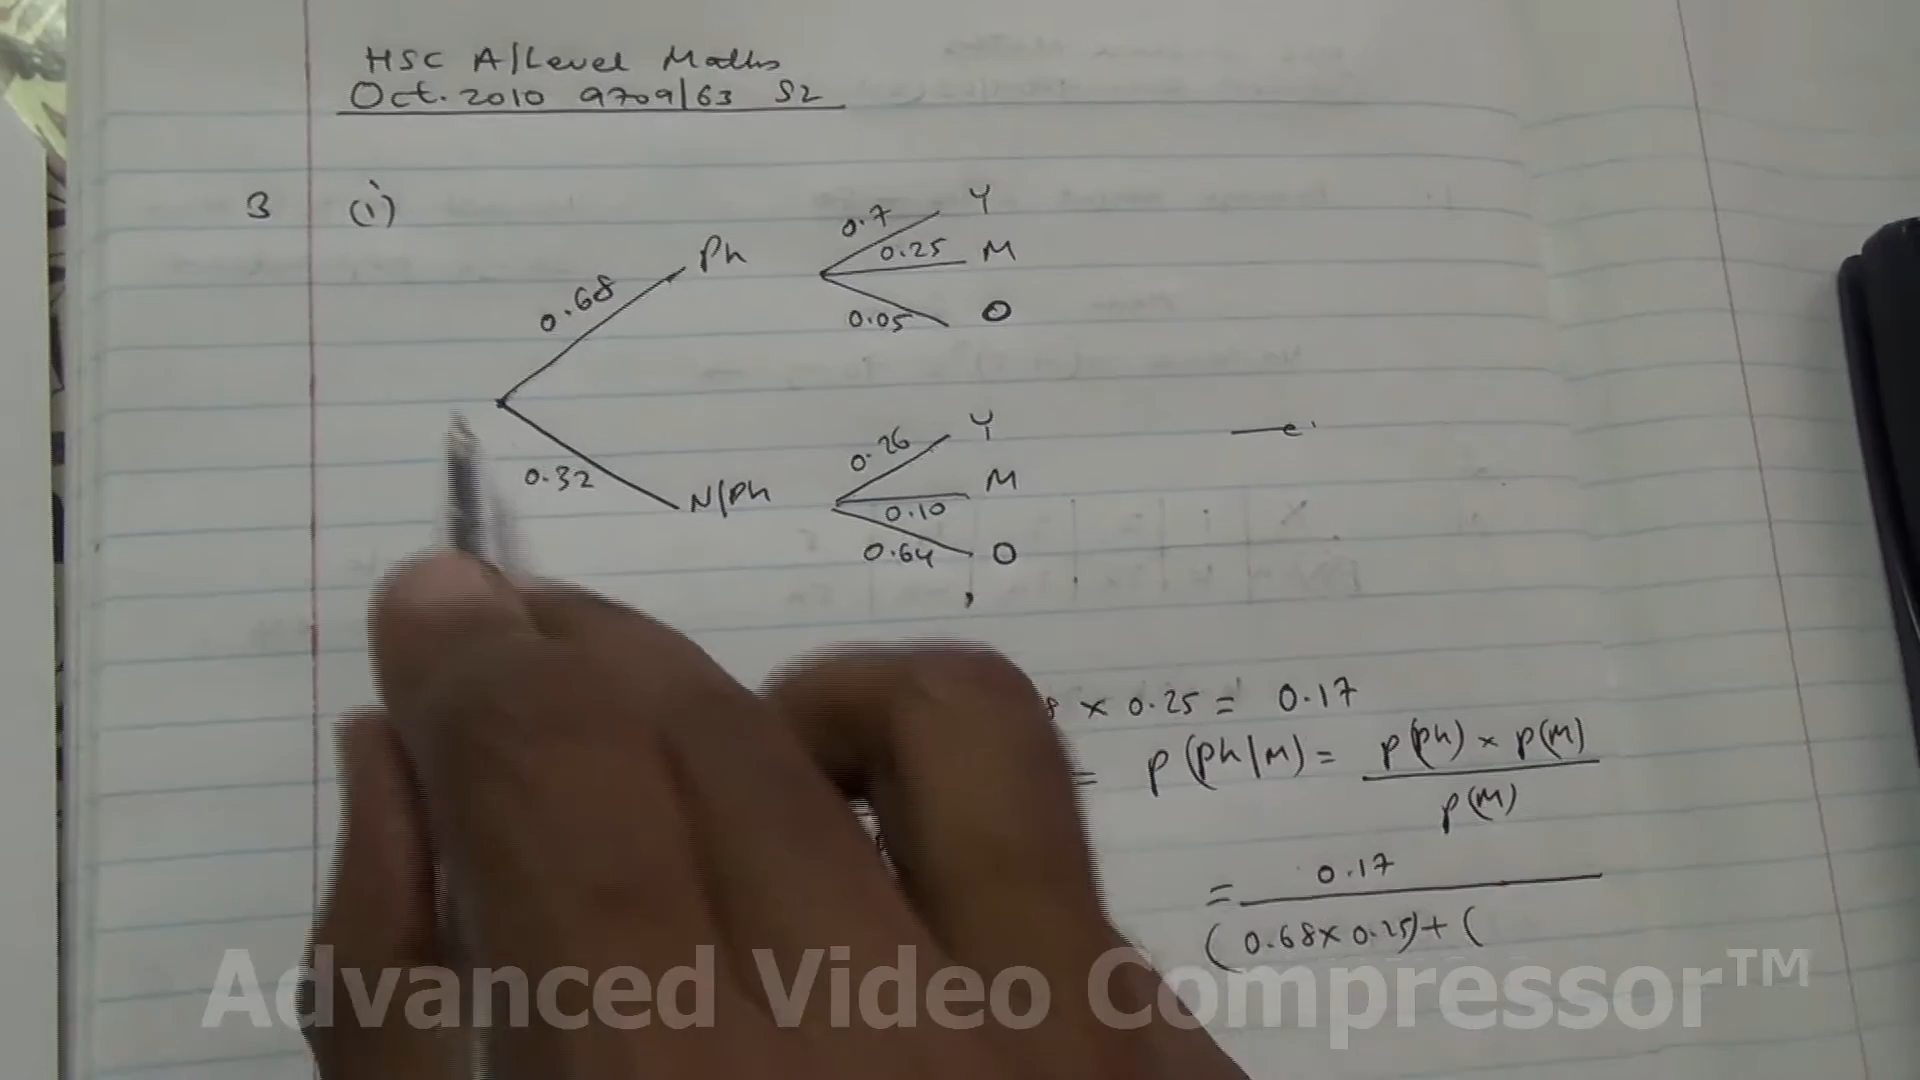 HSC A/Level Maths
Oct. 2010 9709/63 S2
3 (i)
0.68 Ph
0.7 Y
0.25 M
0.05 O
0.32 N/Ph
0.26 Y
0.10 M
0.64 O
8 × 0.25 = 0.17
= P(Ph|M) = P(Ph) × P(M)
P(M)
= 0.17
(0.68×0.25)+(
Advanced Video Compressor™